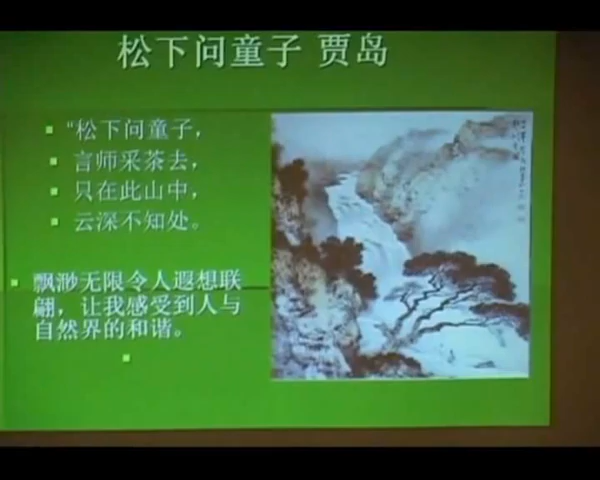 松下问童子 贾岛
“松下问童子，
言师采茶去，
只在此山中，
云深不知处。
飘渺无限令人遐想联
翩，让我感受到人与
自然界的和谐。